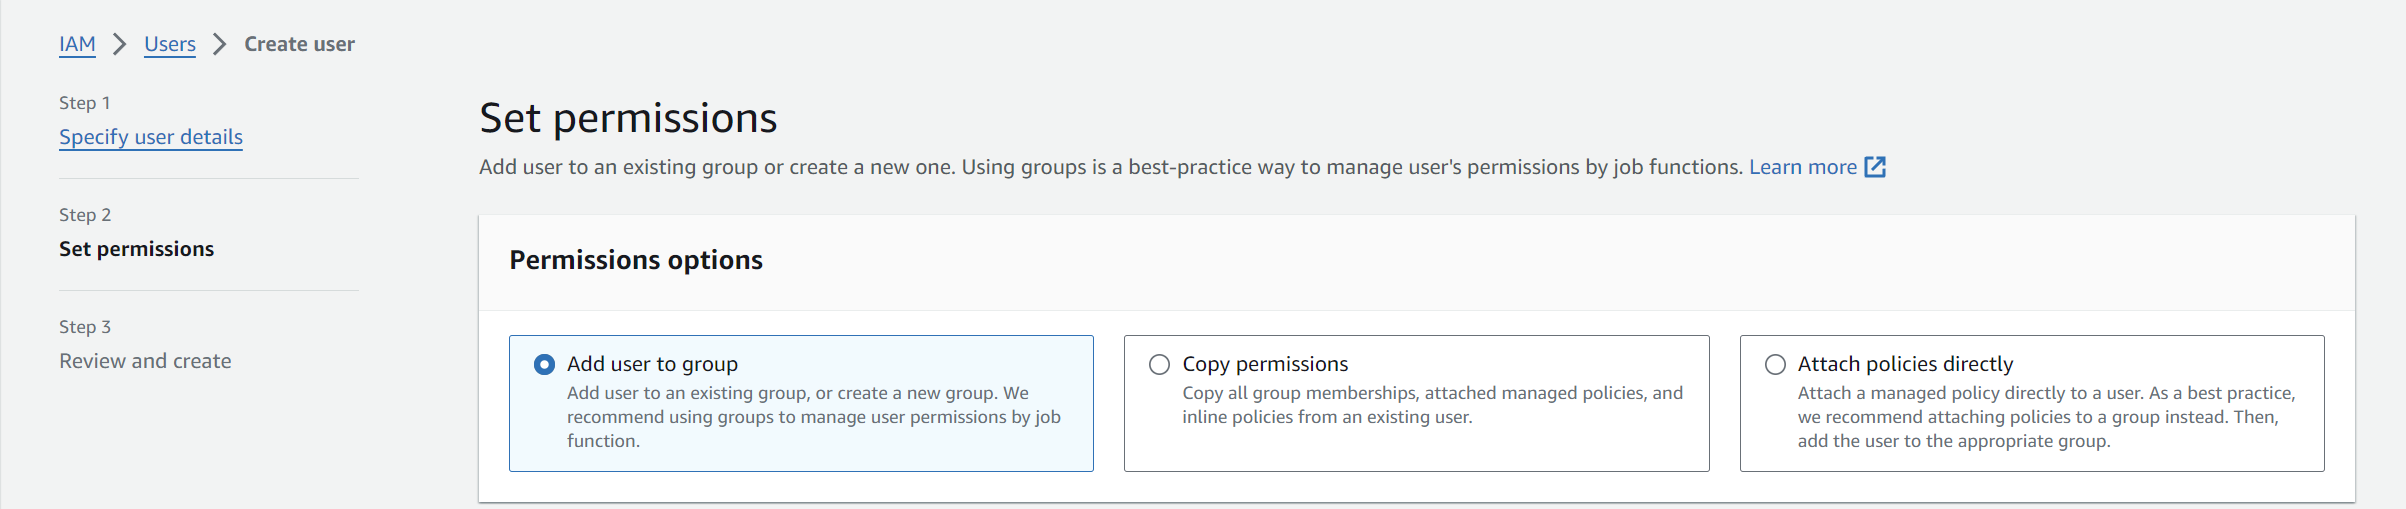 IAM > Users > Create user
Step 1
Specify user details
Step 2
Set permissions
Step 3
Review and create
Set permissions
Add user to an existing group or create a new one. Using groups is a best-practice way to manage user's permissions by job functions. Learn more
Permissions options
Add user to group
Add user to an existing group, or create a new group. We
recommend using groups to manage user permissions by job
function.
Copy permissions
Copy all group memberships, attached managed policies, and
inline policies from an existing user.
Attach policies directly
Attach a managed policy directly to a user. As a best practice,
we recommend attaching policies to a group instead. Then,
add the user to the appropriate group.